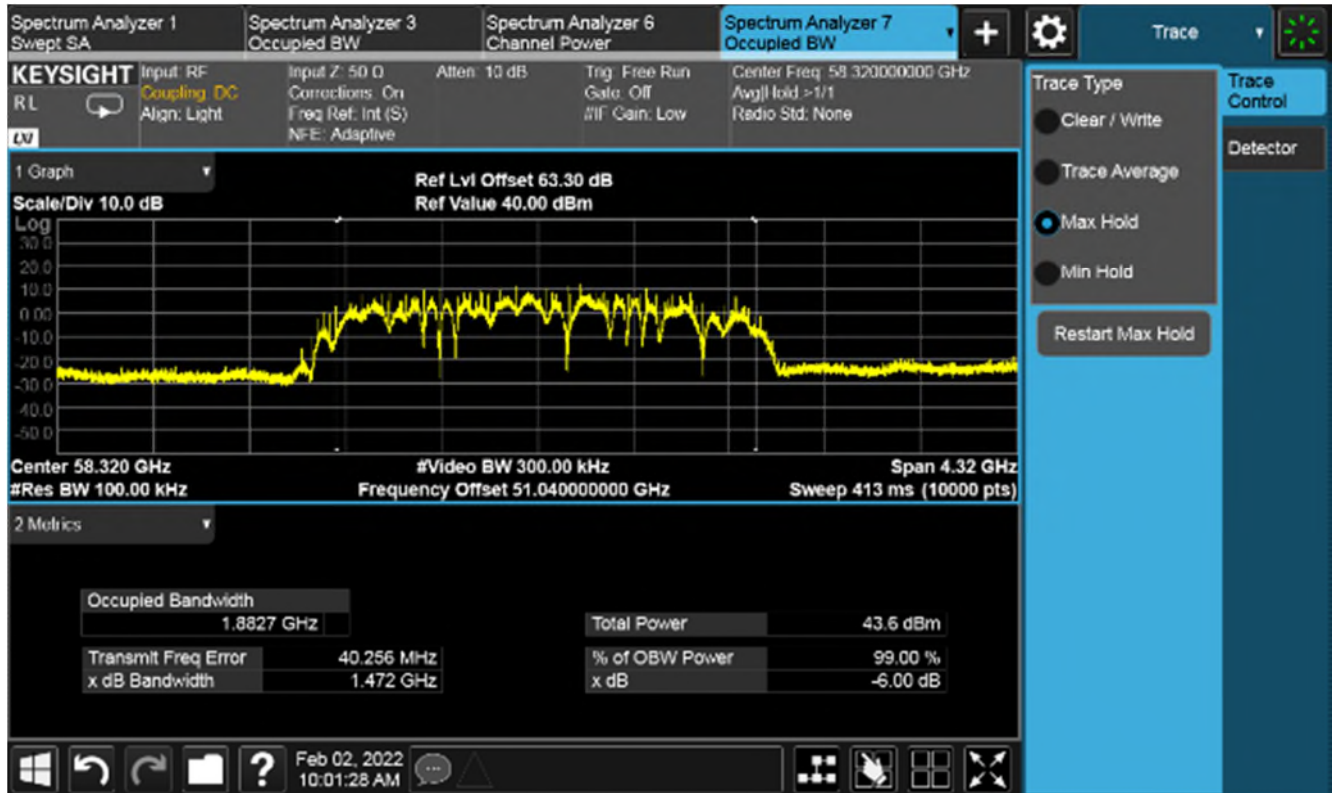 Spectrum Analyzer 1
Swept SA
Spectrum Analyzer 3
Occupied BW
Spectrum Analyzer 6
Channel Power
Spectrum Analyzer 7
Occupied BW
+
Trace
KEYSIGHT
RL
Input: RF
Coupling: DC
Align: Light
Input Z: 50 Ω
Corrections: On
Freq Ref: Int (S)
NFE: Adaptive
Atten: 10 dB
Trig: Free Run
Gate: Off
#IF Gain: Low
Center Freq: 58.320000000 GHz
Avg|Hold:>1/1
Radio Std: None
1 Graph
Scale/Div 10.0 dB
Ref Lvl Offset 63.30 dB
Ref Value 40.00 dBm
Log
30.0
20.0
10.0
0.00
-10.0
-20.0
-30.0
-40.0
-50.0
Center 58.320 GHz
#Video BW 300.00 kHz
Span 4.32 GHz
#Res BW 100.00 kHz
Frequency Offset 51.040000000 GHz
Sweep 413 ms (10000 pts)
2 Metrics
Occupied Bandwidth
1.8827 GHz
Total Power 43.6 dBm
Transmit Freq Error 40.256 MHz
% of OBW Power 99.00 %
x dB Bandwidth 1.472 GHz
x dB -6.00 dB
Trace Type
Clear / Write
Trace Average
Max Hold
Min Hold
Restart Max Hold
Trace
Control
Detector
?
Feb 02, 2022
10:01:28 AM